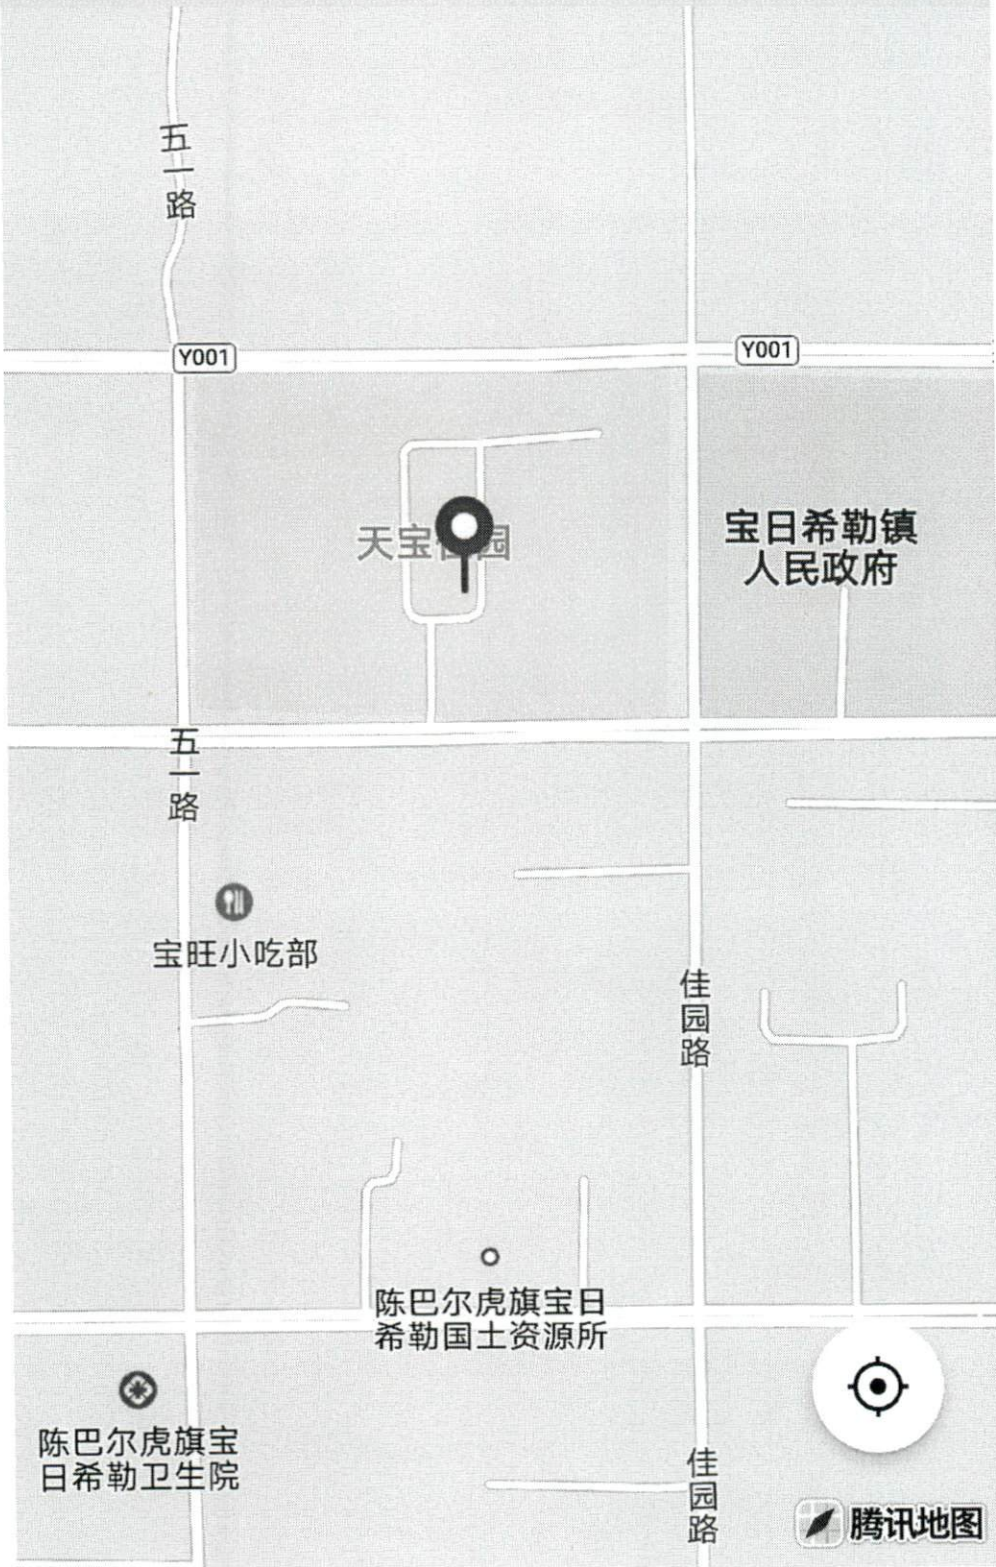 五一路
Y001
Y001
天宝园
宝日希勒镇
人民政府
五一路
宝旺小吃部
佳园路
陈巴尔虎旗宝日
希勒国土资源所
陈巴尔虎旗宝
日希勒卫生院
佳园路
腾讯地图